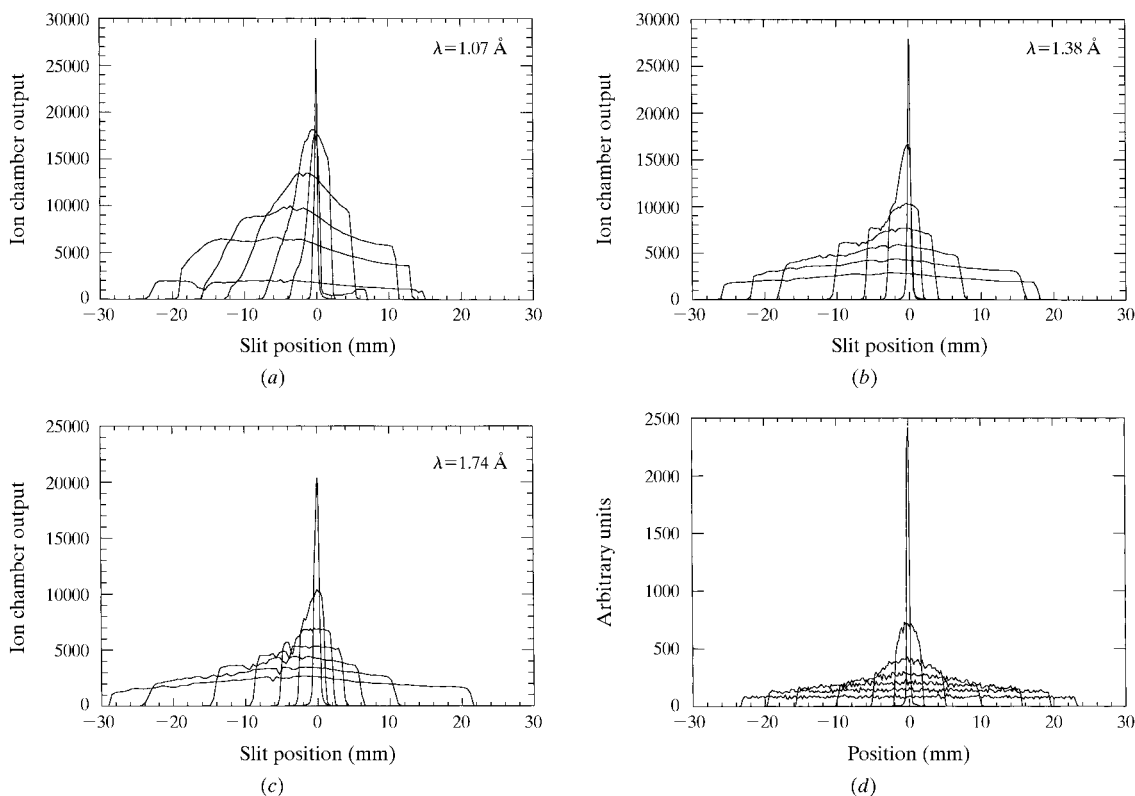 30000
25000
20000
15000
10000
5000
0
Ion chamber output
λ=1.07 Å
−30 −20 −10 0 10 20 30
Slit position (mm)
(a)
30000
25000
20000
15000
10000
5000
0
Ion chamber output
λ=1.38 Å
−30 −20 −10 0 10 20 30
Slit position (mm)
(b)
25000
20000
15000
10000
5000
0
Ion chamber output
λ=1.74 Å
−30 −20 −10 0 10 20 30
Slit position (mm)
(c)
2500
2000
1500
1000
500
0
Arbitrary units
−30 −20 −10 0 10 20 30
Position (mm)
(d)